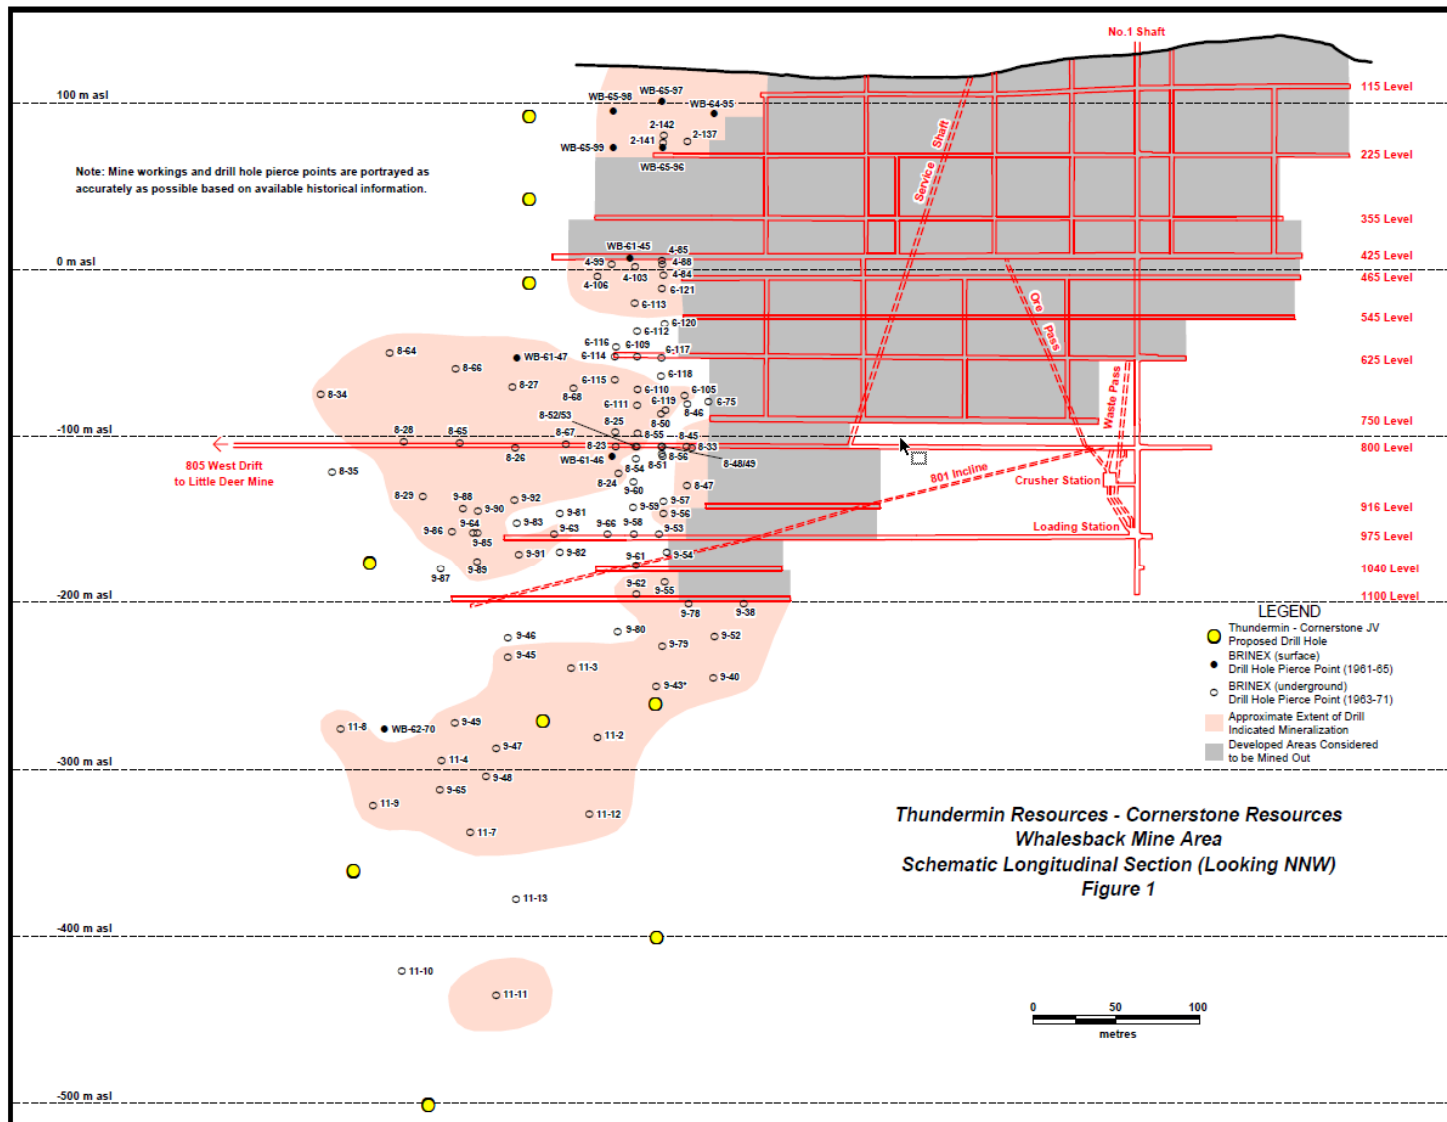 No.1 Shaft
115 Level
100 m asl
WB-65-98
WB-65-97
WB-64-95
2-142
2-141
2-137
WB-65-99
WB-65-96
225 Level
Service Shaft
Note: Mine workings and drill hole pierce points are portrayed as
accurately as possible based on available historical information.
355 Level
WB-61-45
4-85
425 Level
0 m asl
4-99
4-88
4-103
4-84
465 Level
4-106
6-121
6-113
Ore Pass
545 Level
6-120
6-112
6-116
6-109
8-64
WB-61-47
6-114
6-117
625 Level
8-66
6-118
6-115
8-27
8-68
6-110
6-105
8-34
6-111
6-119
6-75
8-46
Waste Pass
8-52/53
8-50
750 Level
8-25
-100 m asl
8-28
8-65
8-67
8-23
8-55
8-45
8-33
800 Level
8-26
WB-61-46
8-51
8-56
8-48/49
805 West Drift
to Little Deer Mine
8-35
8-54
801 Incline
Crusher Station
8-24
9-60
8-47
8-29
9-88
9-92
9-57
9-90
9-81
9-59
9-56
916 Level
9-64
9-83
9-63
9-66
9-58
9-53
Loading Station
9-86
9-85
975 Level
9-91
9-82
9-61
9-54
9-89
9-87
1040 Level
9-62
9-55
-200 m asl
1100 Level
9-78
9-38
LEGEND
Thundermin - Cornerstone JV
Proposed Drill Hole
BRINEX (surface)
Drill Hole Pierce Point (1961-65)
BRINEX (underground)
Drill Hole Pierce Point (1963-71)
Approximate Extent of Drill
Indicated Mineralization
Developed Areas Considered
to be Mined Out
9-46
9-80
9-52
9-45
9-79
11-3
9-40
9-43*
11-8
WB-62-70
9-49
9-47
11-2
11-4
-300 m asl
9-48
9-65
11-9
11-12
11-7
Thundermin Resources - Cornerstone Resources
Whalesback Mine Area
Schematic Longitudinal Section (Looking NNW)
Figure 1
11-13
-400 m asl
11-10
11-11
0 50 100
metres
-500 m asl